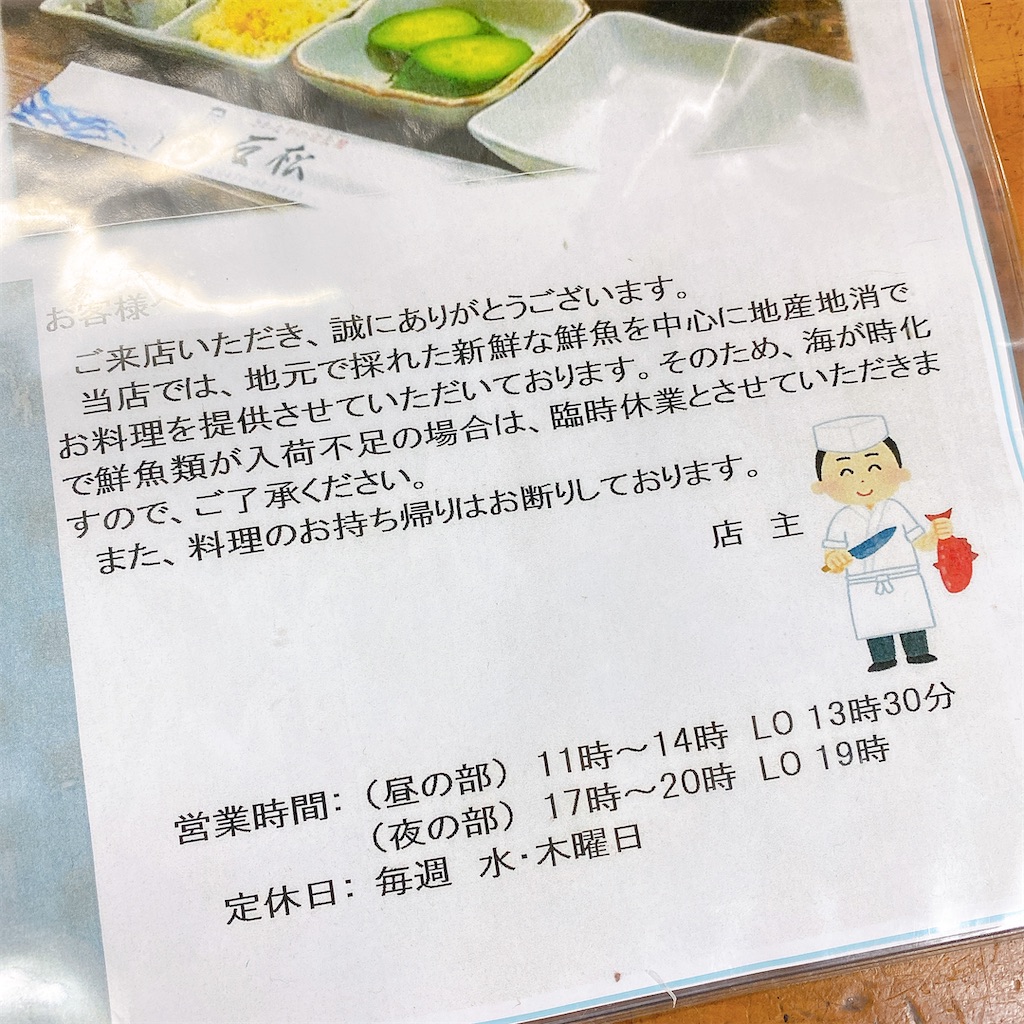 石松
お客様へ
ご来店いただき、誠にありがとうございます。
当店では、地元で採れた新鮮な鮮魚を中心に地産地消で
お料理を提供させていただいております。そのため、海が時化
で鮮魚類が入荷不足の場合は、臨時休業とさせていただきま
すので、ご了承ください。
また、料理のお持ち帰りはお断りしております。
店 主
営業時間：（昼の部） 11時～14時 LO 13時30分
（夜の部） 17時～20時 LO 19時
定休日： 毎週 水・木曜日